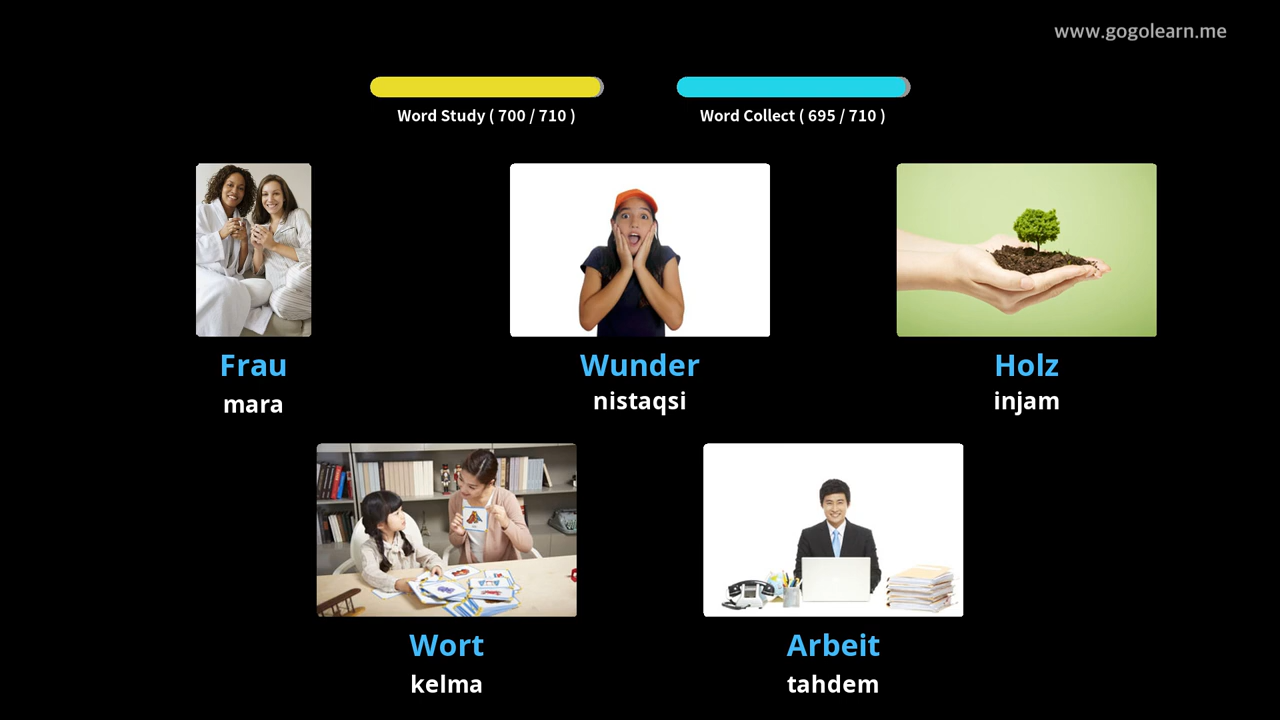 www.gogolearn.me
Word Study ( 700 / 710 )
Word Collect ( 695 / 710 )
Frau
mara
Wunder
nistaqsi
Holz
injam
Wort
kelma
Arbeit
tahdem